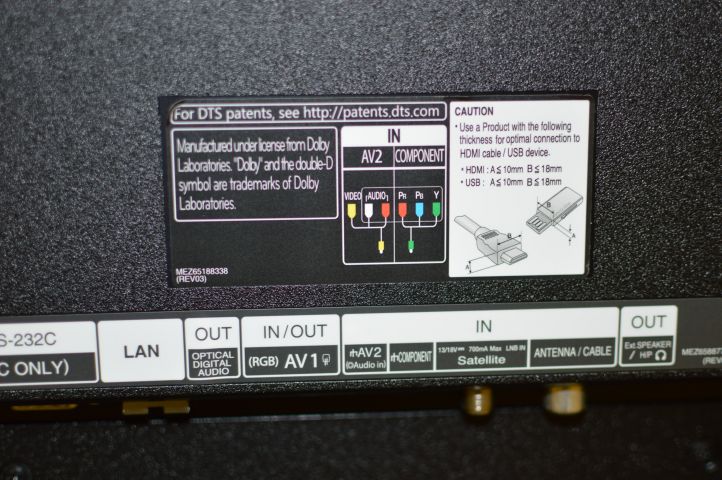 For DTS patents, see http://patents.dts.com
Manufactured under license from Dolby
Laboratories. "Dolby" and the double-D
symbol are trademarks of Dolby
Laboratories.
IN
AV2 COMPONENT
VIDEO AUDIO PR PB Y
MEZ65188338
(REV03)
CAUTION
• Use a Product with the following
thickness for optimal connection to
HDMI cable / USB device.
• HDMI : A≤10mm B≤18mm
• USB : A≤10mm B≤18mm
B
A
B
A
S-232C
C ONLY)
LAN
OUT
OPTICAL
DIGITAL
AUDIO
IN/OUT
(RGB) AV1
IN
AV2
(Audio in)
COMPONENT
13/18V 700mA Max LNB IN
Satellite
ANTENNA / CABLE
OUT
Ext.SPEAKER
/ H/P